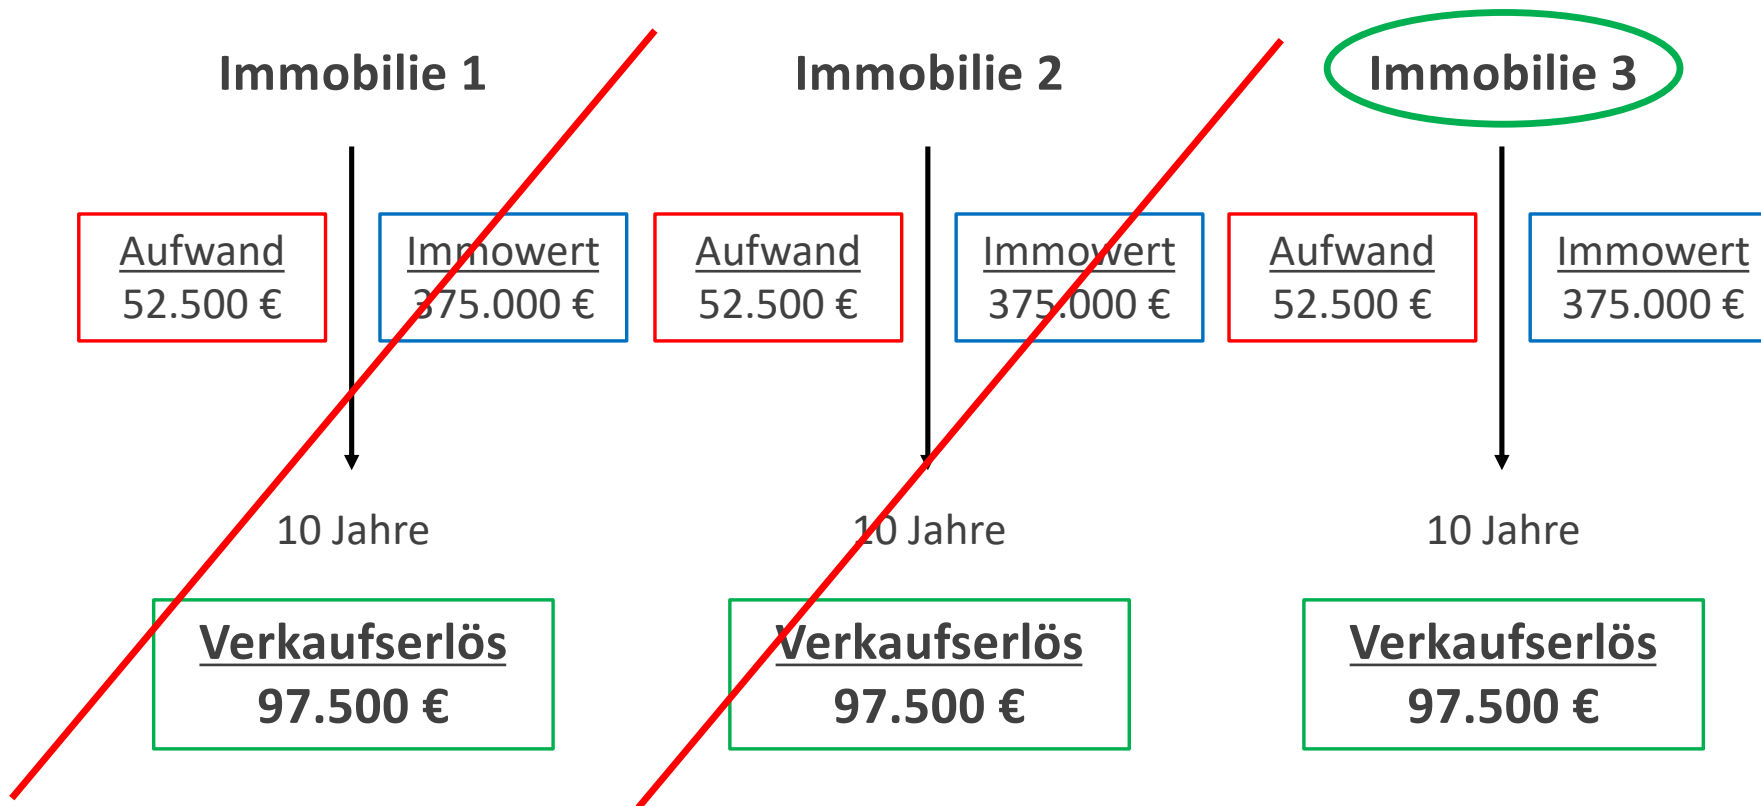 Immobilie 1
Aufwand
52.500 €
Immowert
375.000 €
10 Jahre
Verkaufserlös
97.500 €
Immobilie 2
Aufwand
52.500 €
Immowert
375.000 €
10 Jahre
Verkaufserlös
97.500 €
Immobilie 3
Aufwand
52.500 €
Immowert
375.000 €
10 Jahre
Verkaufserlös
97.500 €